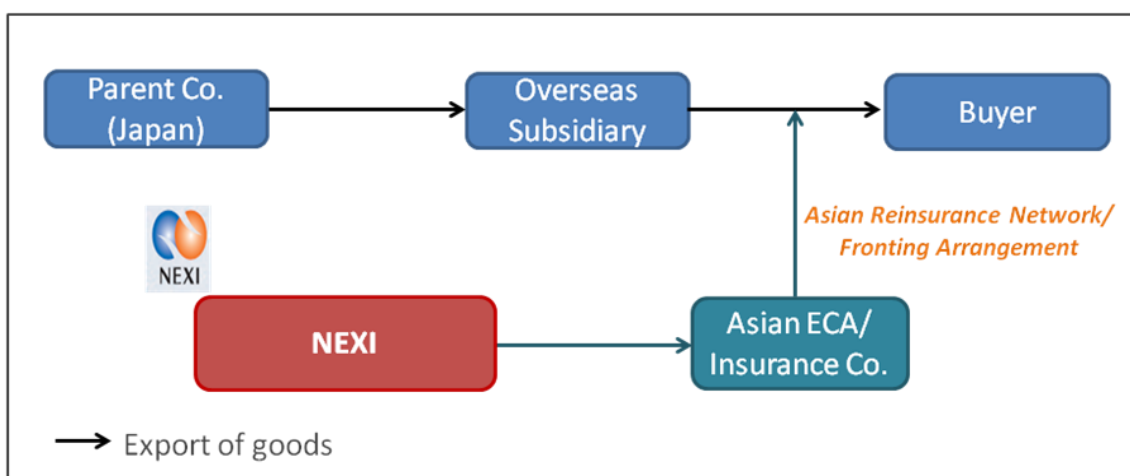 Parent Co.
(Japan)
Overseas
Subsidiary
Buyer
Asian Reinsurance Network/
Fronting Arrangement
NEXI
NEXI
Asian ECA/
Insurance Co.
Export of goods